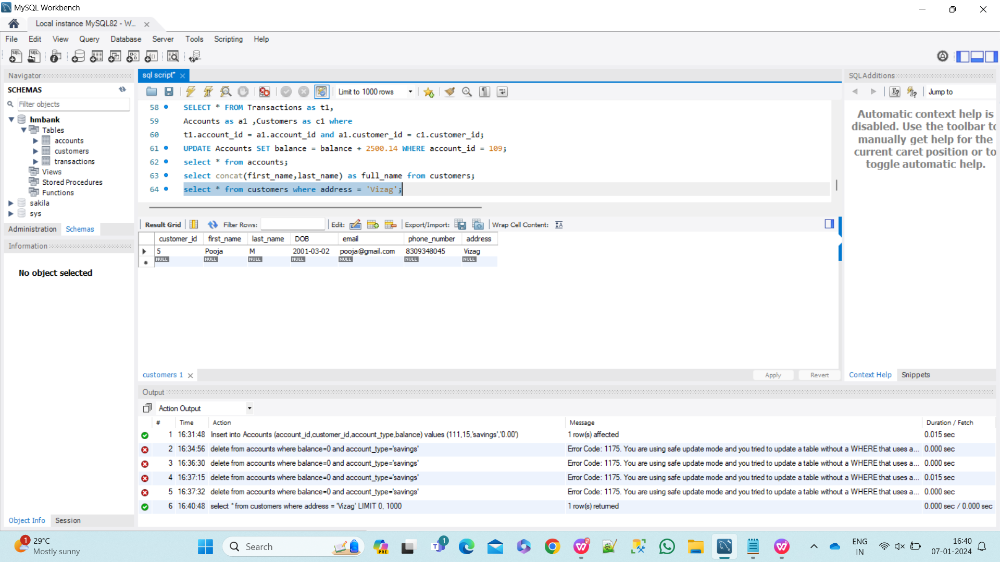 MySQL Workbench
Local instance MySQL82 - W...
File Edit View Query Database Server Tools Scripting Help
Navigator
SCHEMAS
Filter objects
hmbank
Tables
accounts
customers
transactions
Views
Stored Procedures
Functions
sakila
sys
Administration Schemas
Information
No object selected
Object Info Session
sql script*
Limit to 1000 rows
58 SELECT * FROM Transactions as t1,
59 Accounts as a1 ,Customers as c1 where
60 t1.account_id = a1.account_id and a1.customer_id = c1.customer_id;
61 UPDATE Accounts SET balance = balance + 2500.14 WHERE account_id = 109;
62 select * from accounts;
63 select concat(first_name,last_name) as full_name from customers;
64 select * from customers where address = 'Vizag';
Result Grid Filter Rows: Edit: Export/Import: Wrap Cell Content:
customer_id first_name last_name DOB email phone_number address
5 Pooja M 2001-03-02 pooja@gmail.com 8309348045 Vizag
NULL NULL NULL NULL NULL NULL NULL
customers 1
Apply Revert
SQLAdditions
Jump to
Automatic context help is
disabled. Use the toolbar to
manually get help for the
current caret position or to
toggle automatic help.
Context Help Snippets
Output
Action Output
# Time Action Message Duration / Fetch
1 16:31:48 Insert into Accounts (account_id,customer_id,account_type,balance) values (111,15,'savings','0.00') 1 row(s) affected 0.015 sec
2 16:34:56 delete from accounts where balance=0 and account_type='savings' Error Code: 1175. You are using safe update mode and you tried to update a table without a WHERE that uses a... 0.000 sec
3 16:36:30 delete from accounts where balance=0 and account_type='savings' Error Code: 1175. You are using safe update mode and you tried to update a table without a WHERE that uses a... 0.000 sec
4 16:37:15 delete from accounts where balance=0 and account_type='savings' Error Code: 1175. You are using safe update mode and you tried to update a table without a WHERE that uses a... 0.015 sec
5 16:37:32 delete from accounts where balance=0 and account_type='savings' Error Code: 1175. You are using safe update mode and you tried to update a table without a WHERE that uses a... 0.000 sec
6 16:40:48 select * from customers where address = 'Vizag' LIMIT 0, 1000 1 row(s) returned 0.000 sec / 0.000 sec
1
29°C
Mostly sunny
Search
PRE
1
ENG
IN
16:40
07-01-2024